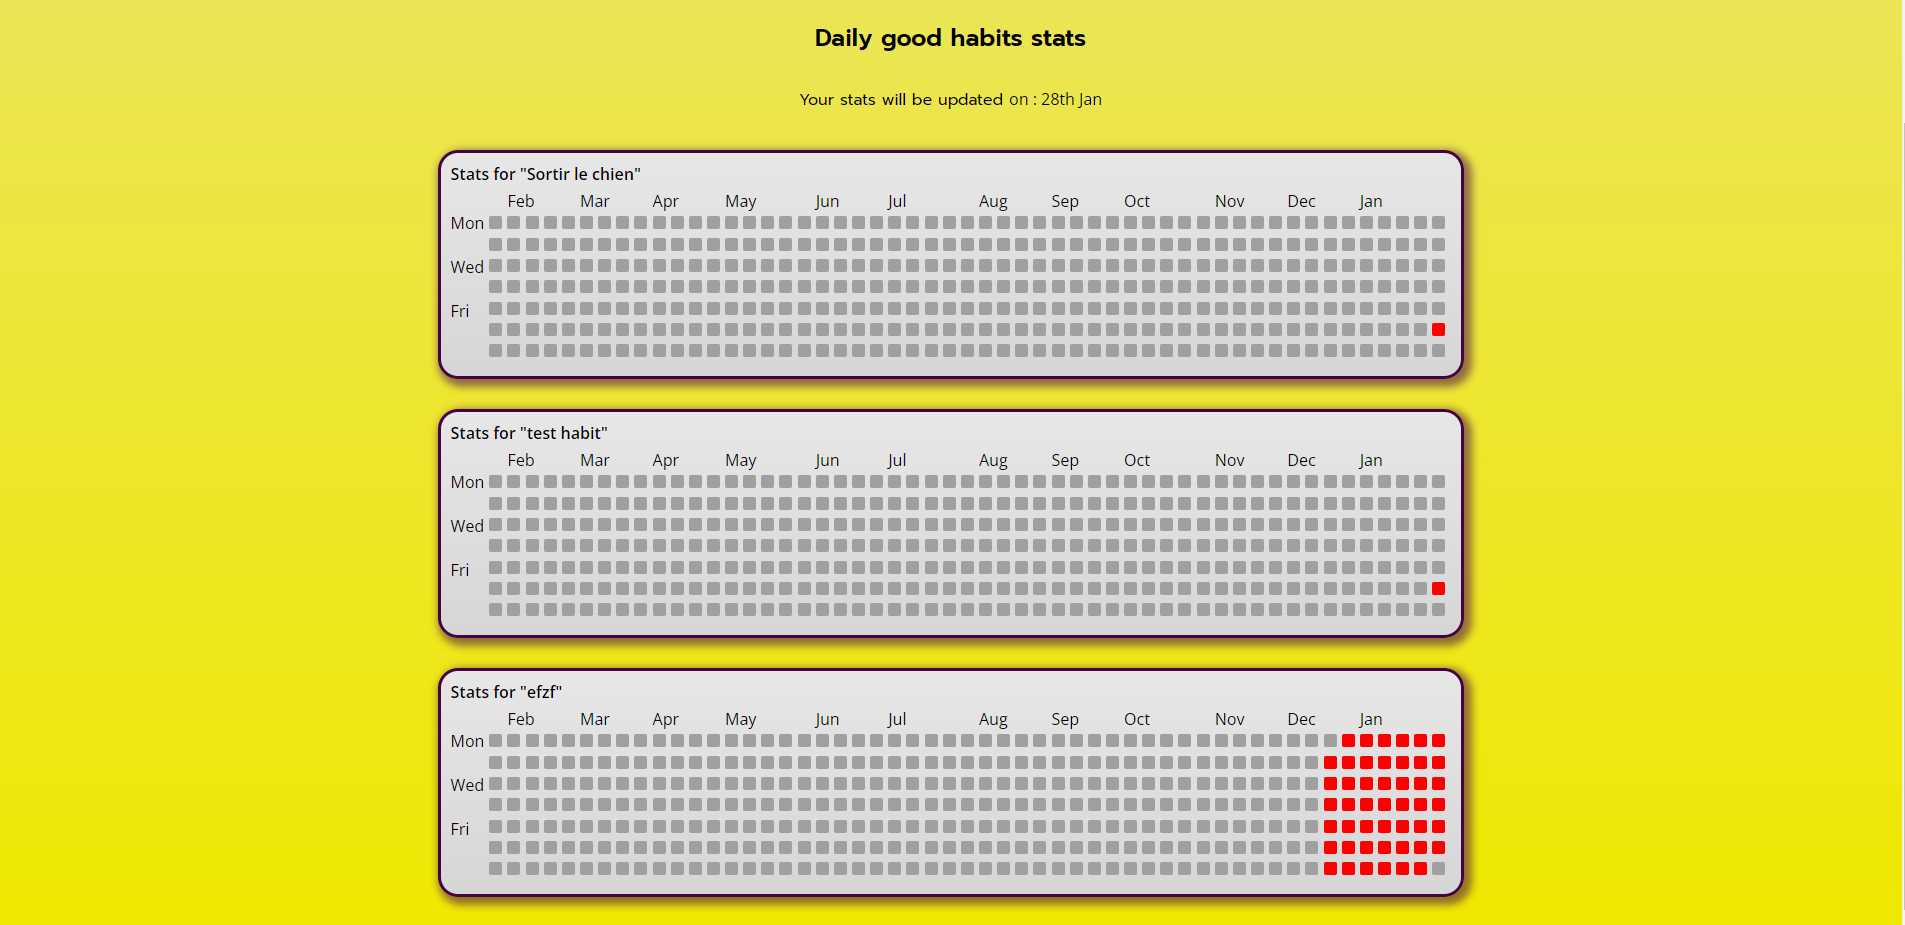 Daily good habits stats
Your stats will be updated on : 28th Jan
Stats for "Sortir le chien"
Feb Mar Apr May Jun Jul Aug Sep Oct Nov Dec Jan
Mon
Wed
Fri
Stats for "test habit"
Feb Mar Apr May Jun Jul Aug Sep Oct Nov Dec Jan
Mon
Wed
Fri
Stats for "efzf"
Feb Mar Apr May Jun Jul Aug Sep Oct Nov Dec Jan
Mon
Wed
Fri